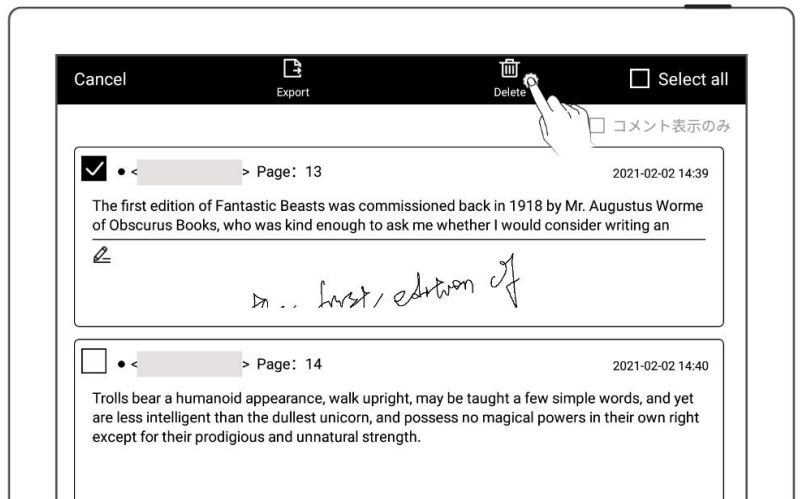 Cancel
Export
Delete
Select all
コメント表示のみ
● < > Page: 13
2021-02-02 14:39
The first edition of Fantastic Beasts was commissioned back in 1918 by Mr. Augustus Worme
of Obscurus Books, who was kind enough to ask me whether I would consider writing an
first, edition of
● < > Page: 14
2021-02-02 14:40
Trolls bear a humanoid appearance, walk upright, may be taught a few simple words, and yet
are less intelligent than the dullest unicorn, and possess no magical powers in their own right
except for their prodigious and unnatural strength.